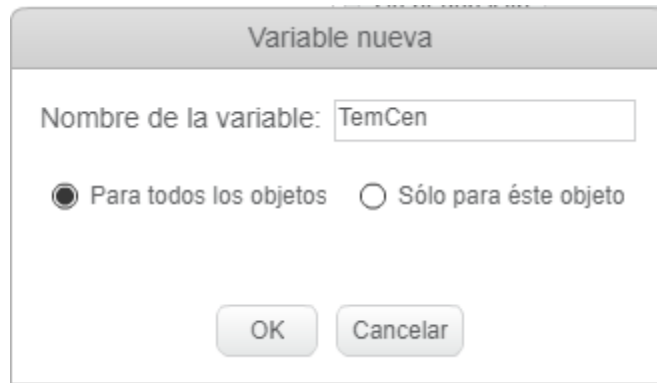 Variable nueva
Nombre de la variable: TemCen
Para todos los objetos Sólo para éste objeto
OK Cancelar